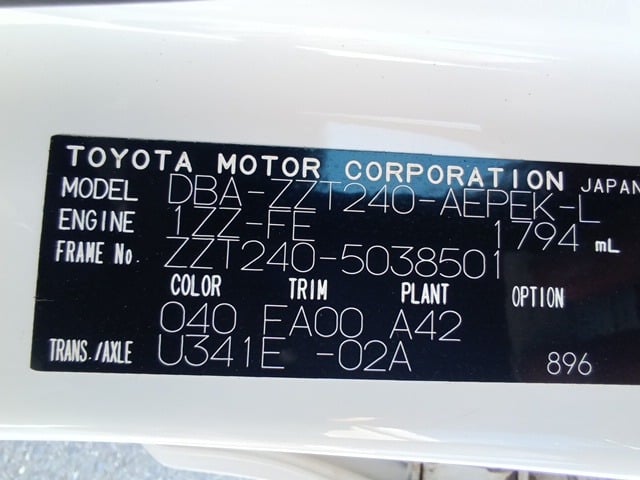 TOYOTA MOTOR CORPORATION JAPAN
MODEL DBA-ZZT240-AEPEK-L
ENGINE 1ZZ-FE 1794 mL
FRAME No. ZZT240-5038501
COLOR TRIM PLANT OPTION
040 FA00 A42
TRANS./AXLE U341E -02A 896